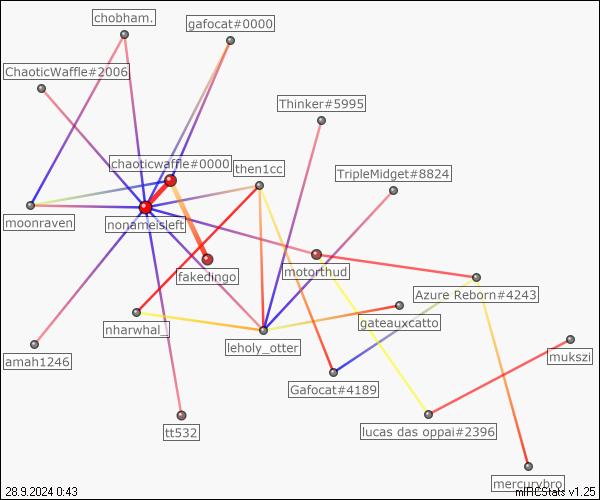 chobham.
gafocat#0000
ChaoticWaffle#2006
Thinker#5995
chaoticwaffle#0000
then1cc
TripleMidget#8824
moonraven
nonameisleft
fakedingo
motorthud
Azure Reborn#4243
nharwhal_
gateauxcatto
leholy_otter
amah1246
mukszi
Gafocat#4189
tt532
lucas das oppai#2396
mercurybro
28.9.2024 0:43
mIRCStats v1.25